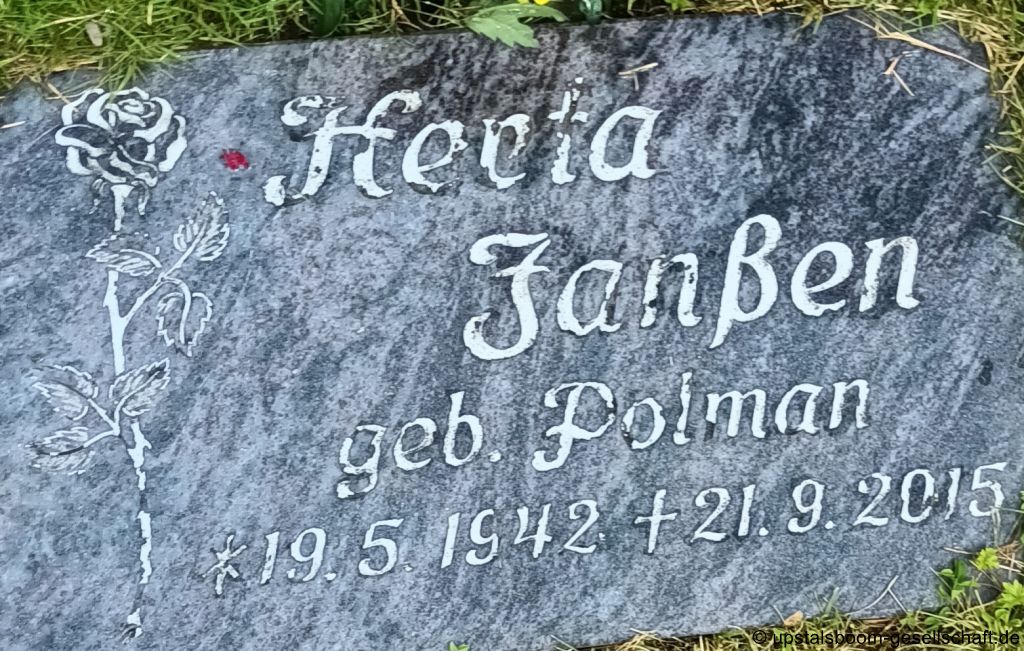 Herta
Janßen
geb. Polman
* 19. 5. 1942 † 21. 9. 2015
© upstalsboom-gesellschaft.de